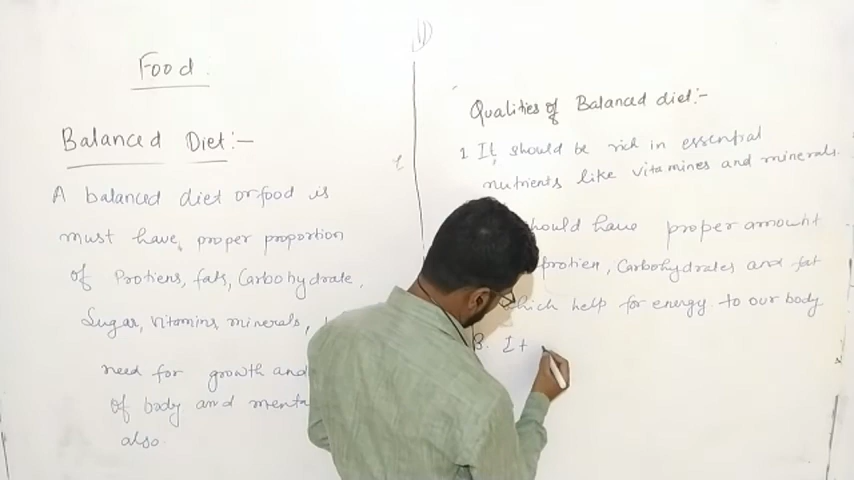 Food
Balanced Diet:-
A balanced diet or food is
must have, proper proportion
of Protiens, fats, Carbohydrate,
Sugar, vitamins, minerals,
need for growth and
of body and menta
also.
Qualities of Balanced diet:-
1. It, should be rich in essential
nutrients like vitamines and minerals.
should have proper amount
protien, Carbohydrates and fat
which help for energy to our body.
3. It